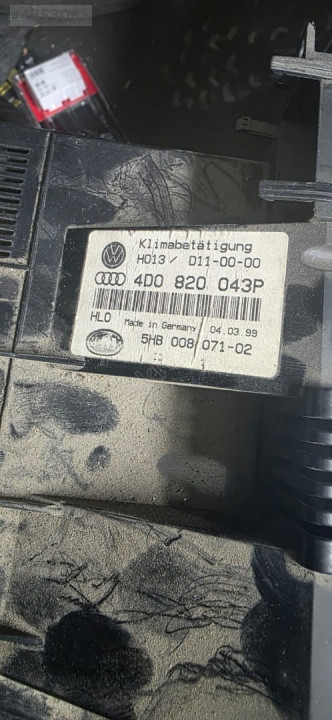 Klimabetätigung
H013/ D11-00-00
4D0 820 043P
HLO Made in Germany 04.03.99
5HB 008 071-02